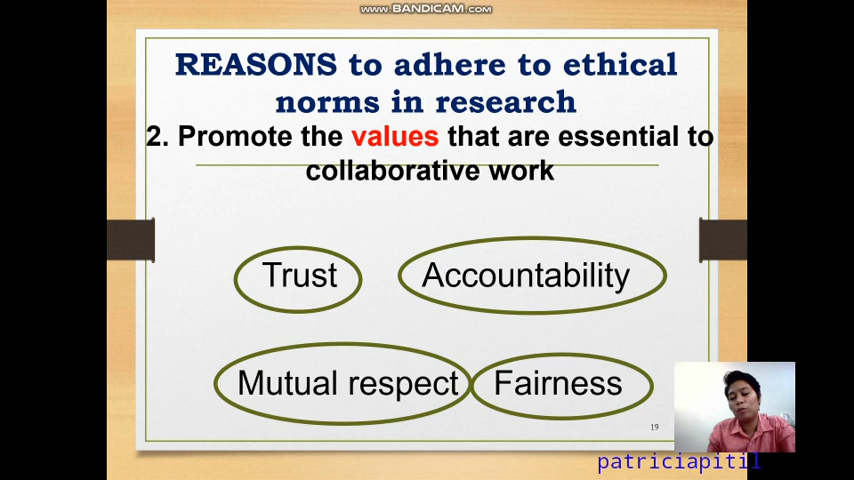 www.BANDICAM.com
REASONS to adhere to ethical
norms in research
2. Promote the values that are essential to
collaborative work
Trust
Accountability
Mutual respect
Fairness
19
patriciapitil